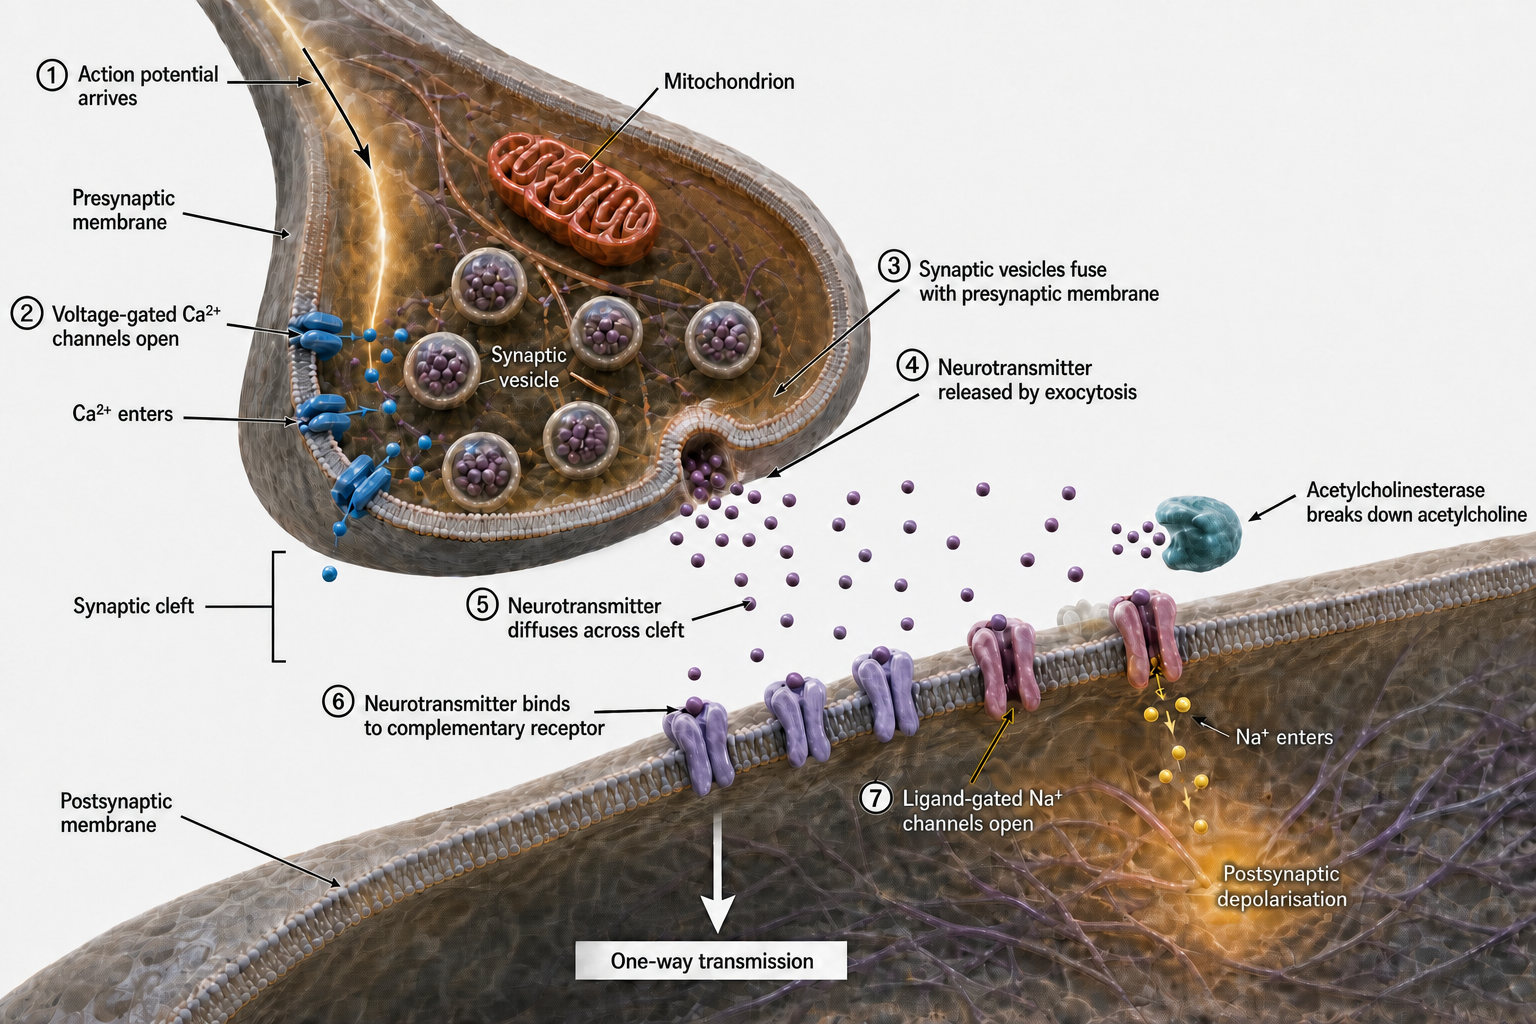 ① Action potential
arrives
Mitochondrion
Presynaptic
membrane
② Voltage-gated Ca²⁺
channels open
Ca²⁺ enters
Synaptic
vesicle
③ Synaptic vesicles fuse
with presynaptic membrane
④ Neurotransmitter
released by exocytosis
Acetylcholinesterase
breaks down acetylcholine
Synaptic cleft
⑤ Neurotransmitter
diffuses across cleft
⑥ Neurotransmitter binds
to complementary receptor
Na⁺ enters
⑦ Ligand-gated Na⁺
channels open
Postsynaptic
membrane
Postsynaptic
depolarisation
One-way transmission